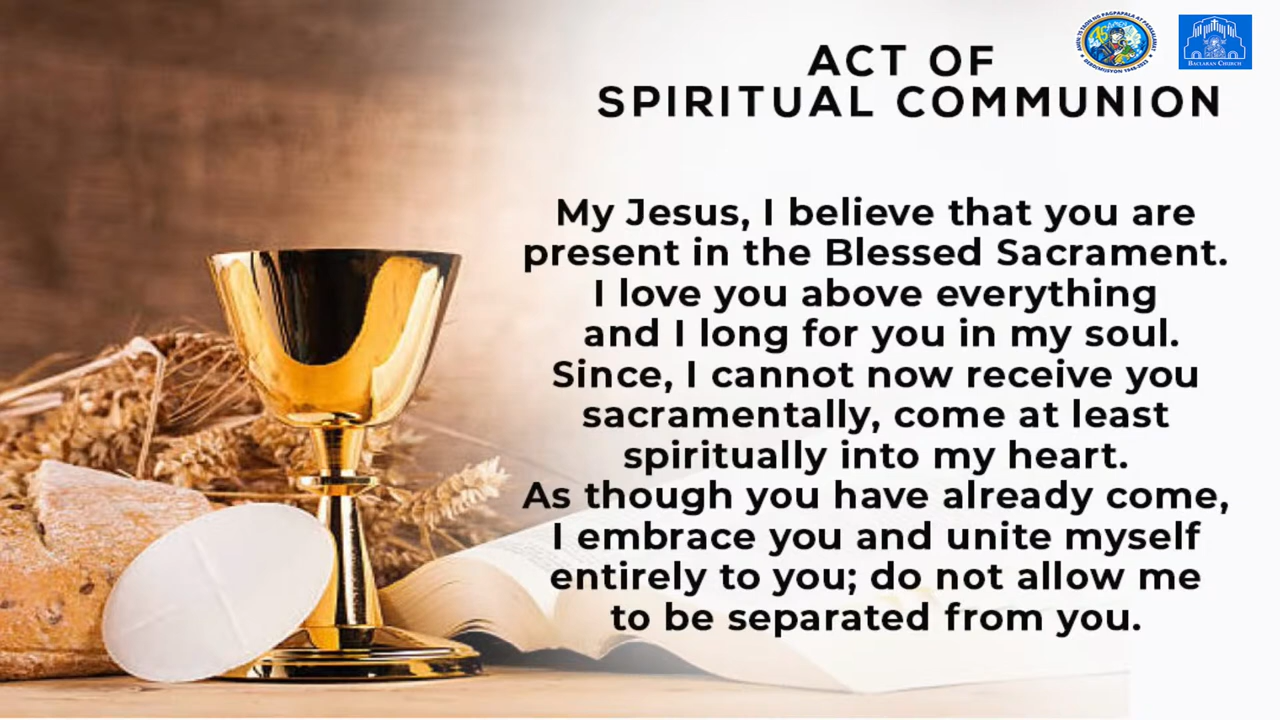 ACT OF
SPIRITUAL COMMUNION
BACLARAN CHURCH
My Jesus, I believe that you are
present in the Blessed Sacrament.
I love you above everything
and I long for you in my soul.
Since, I cannot now receive you
sacramentally, come at least
spiritually into my heart.
As though you have already come,
I embrace you and unite myself
entirely to you; do not allow me
to be separated from you.